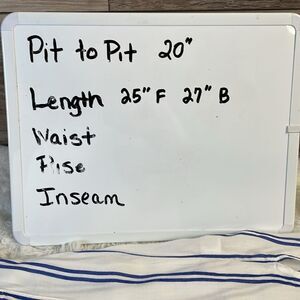 Pit to Pit 20"
Length 25" F 27" B
Waist
Rise
Inseam